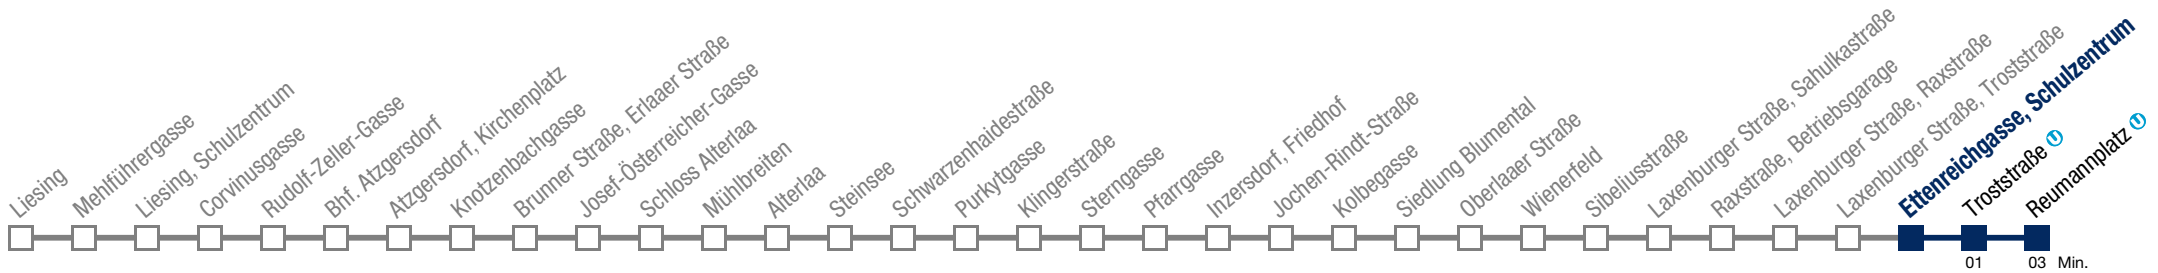 Liesing
Mehlführergasse
Liesing, Schulzentrum
Corvinusgasse
Rudolf-Zeller-Gasse
Bhf. Atzgersdorf
Atzgersdorf, Kirchenplatz
Knotzenbachgasse
Brunner Straße, Erlaaer Straße
Josef-Österreicher-Gasse
Schloss Alterlaa
Mühlbreiten
Alterlaa
Steinsee
Schwarzenhaidestraße
Purkytgasse
Klingerstraße
Sterngasse
Pfarrgasse
Inzersdorf, Friedhof
Jochen-Rindt-Straße
Kolbegasse
Siedlung Blumental
Oberlaaer Straße
Wienerfeld
Sibeliusstraße
Laxenburger Straße, Sahulkastraße
Raxstraße, Betriebsgarage
Laxenburger Straße, Raxstraße
Laxenburger Straße, Troststraße
Ettenreichgasse, Schulzentrum
Troststraße U
Reumannplatz U
01 03 Min.